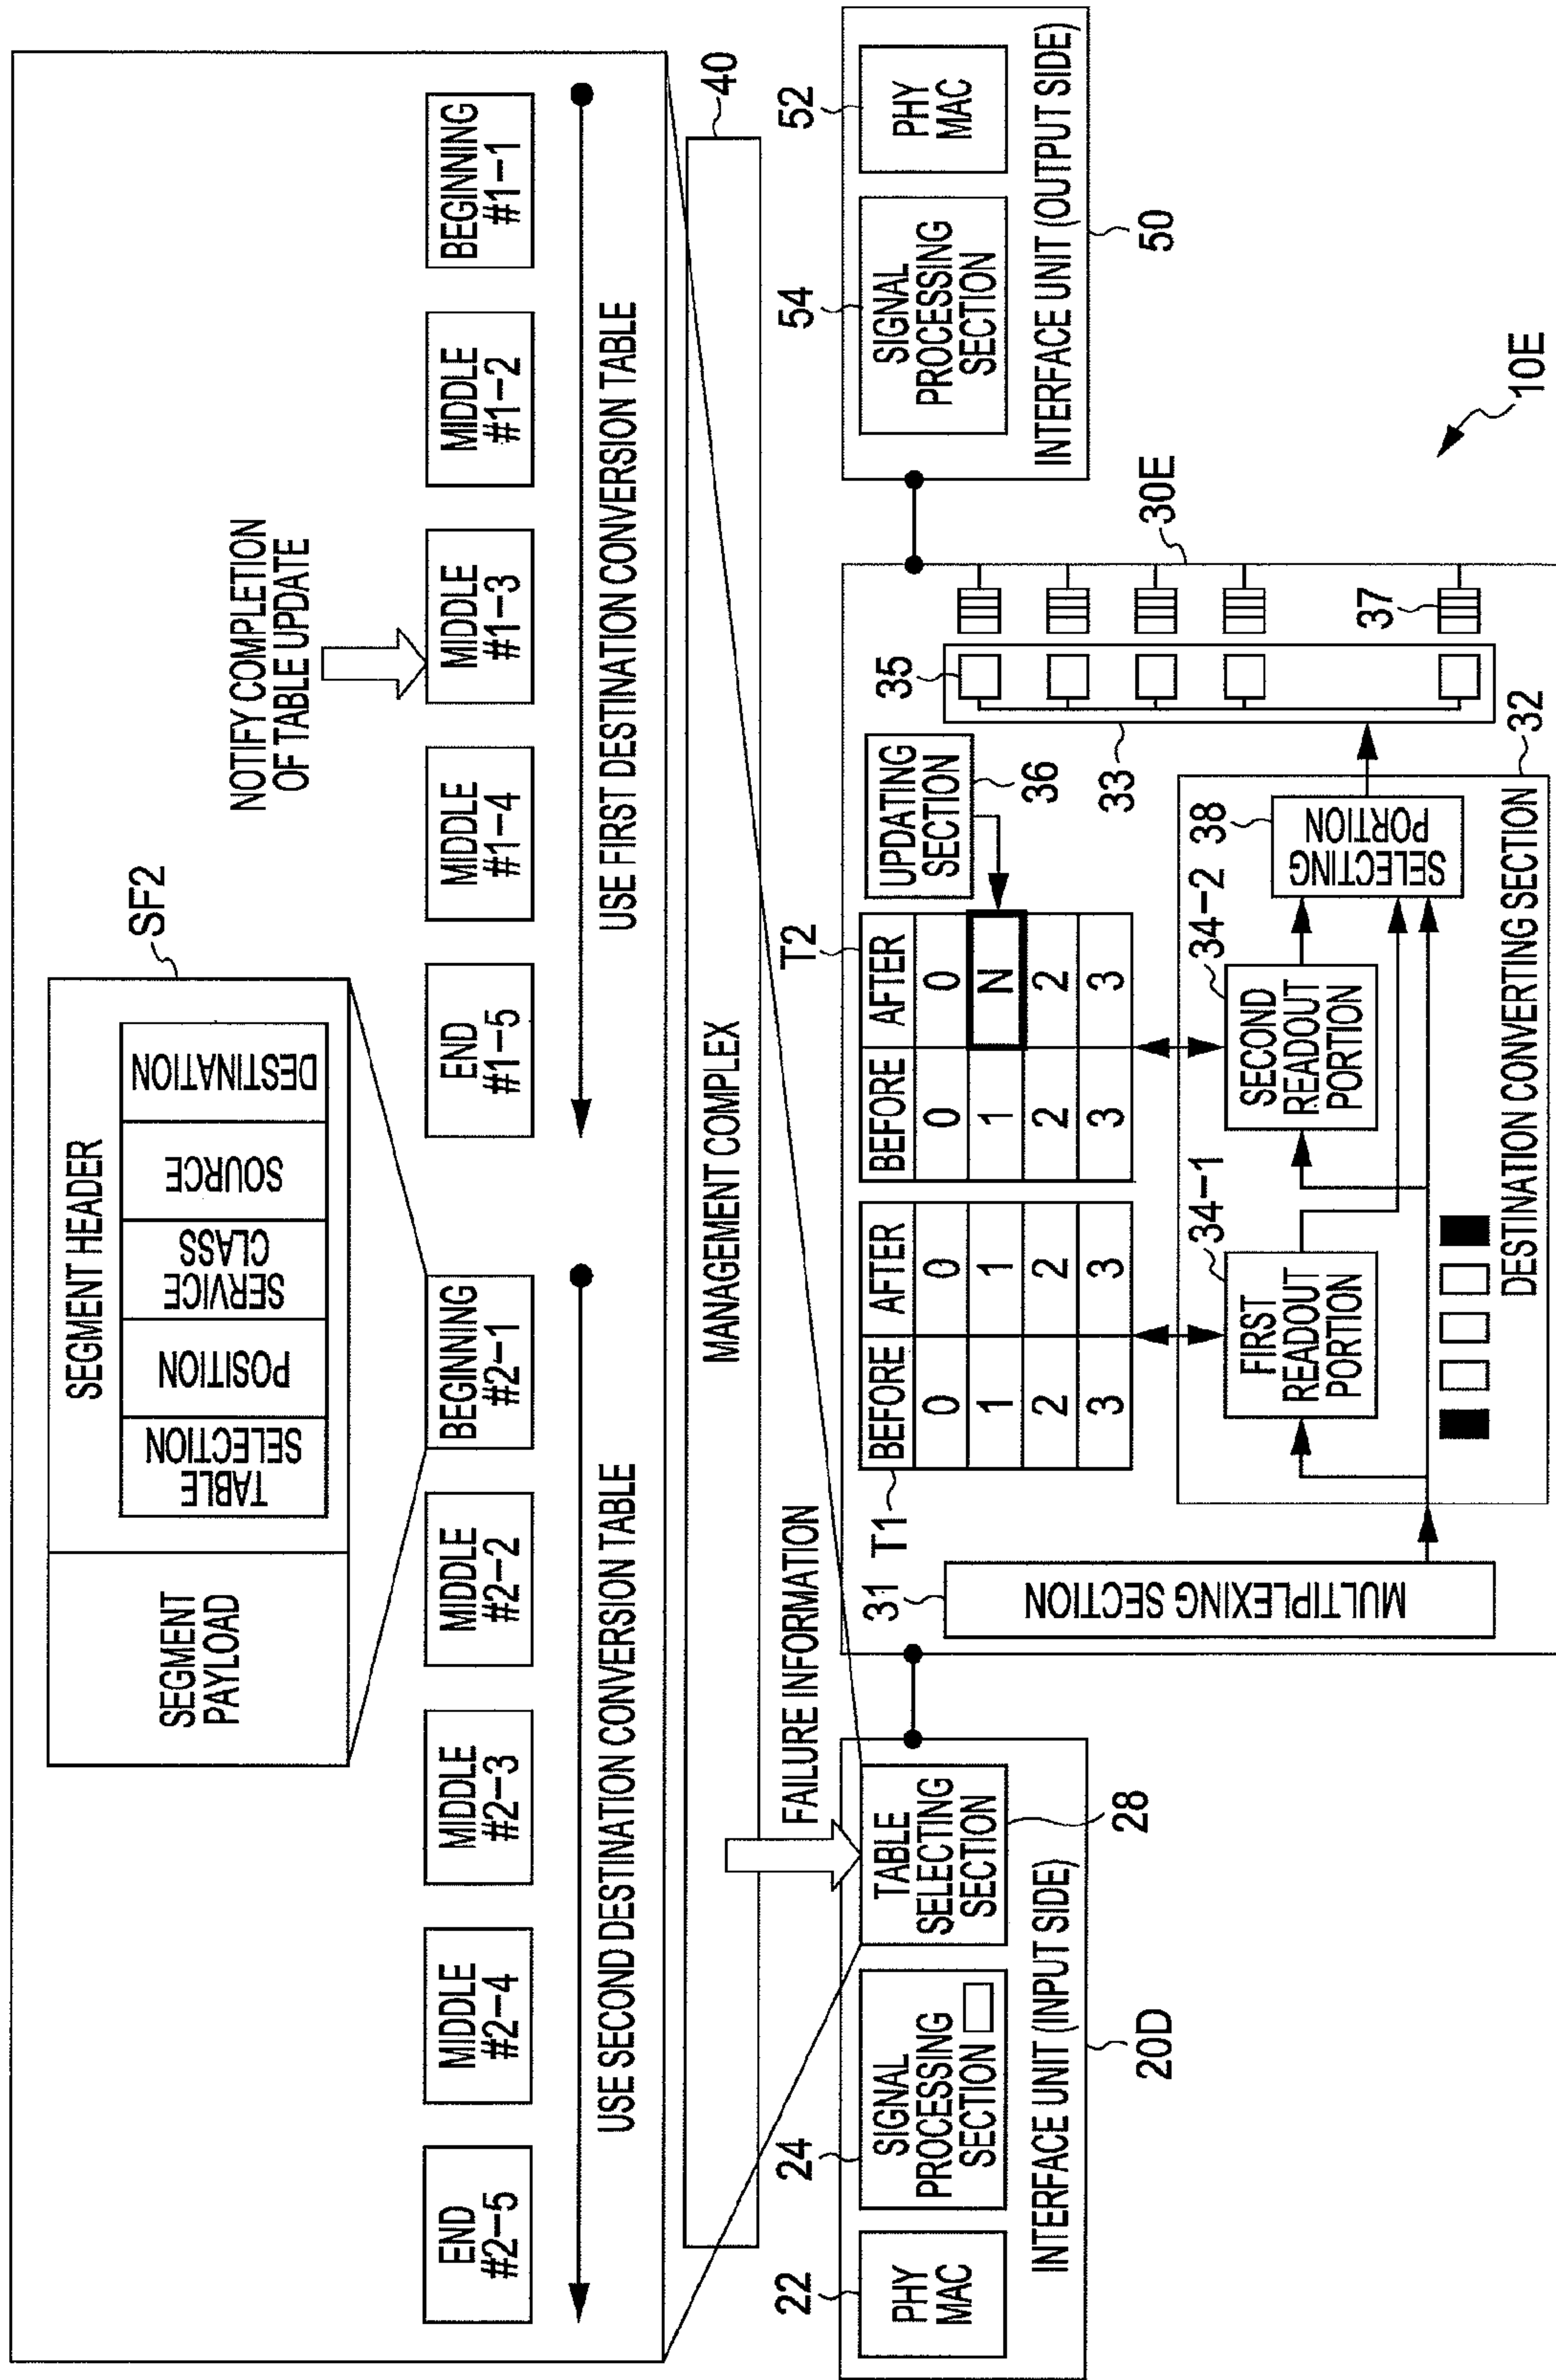 SF2
SEGMENT
PAYLOAD
SEGMENT HEADER
TABLE
SELECTION
POSITION
SERVICE
CLASS
SOURCE
DESTINATION
NOTIFY COMPLETION
OF TABLE UPDATE
END
#2-5
MIDDLE
#2-4
MIDDLE
#2-3
MIDDLE
#2-2
BEGINNING
#2-1
END
#1-5
MIDDLE
#1-4
MIDDLE
#1-3
MIDDLE
#1-2
BEGINNING
#1-1
USE SECOND DESTINATION CONVERSION TABLE
USE FIRST DESTINATION CONVERSION TABLE
MANAGEMENT COMPLEX
40
FAILURE INFORMATION
22
PHY
MAC
24
SIGNAL
PROCESSING
SECTION
TABLE
SELECTING
SECTION
28
INTERFACE UNIT (INPUT SIDE)
20D
31
MULTIPLEXING SECTION
T1
BEFORE AFTER
0 0
1 1
2 2
3 3
T2
BEFORE AFTER
0 0
1 N
2 2
3 3
UPDATING
SECTION
36
34-1
FIRST
READOUT
PORTION
34-2
SECOND
READOUT
PORTION
38
SELECTING
PORTION
DESTINATION CONVERTING SECTION
32
33
35
37
30E
52
PHY
MAC
54
SIGNAL
PROCESSING
SECTION
INTERFACE UNIT (OUTPUT SIDE)
50
10E